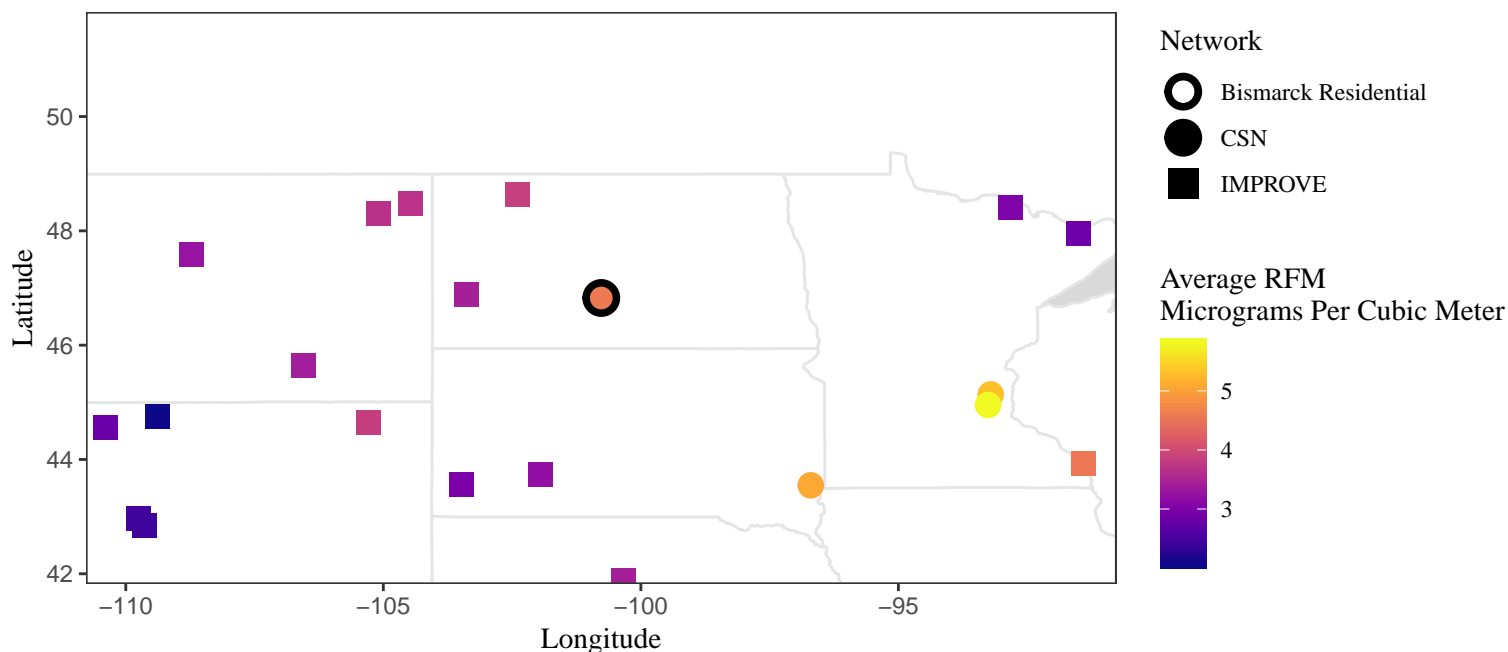 50
48
46
44
42
Latitude
−110
−105
−100
−95
Longitude
Network
Bismarck Residential
CSN
IMPROVE
Average RFM
Micrograms Per Cubic Meter
5
4
3